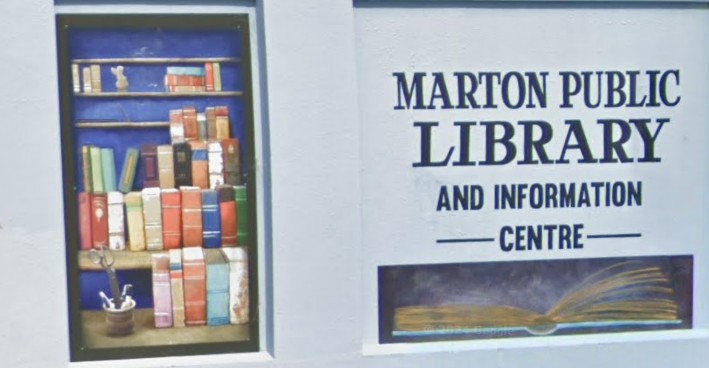 MARTON PUBLIC
LIBRARY
AND INFORMATION
CENTRE